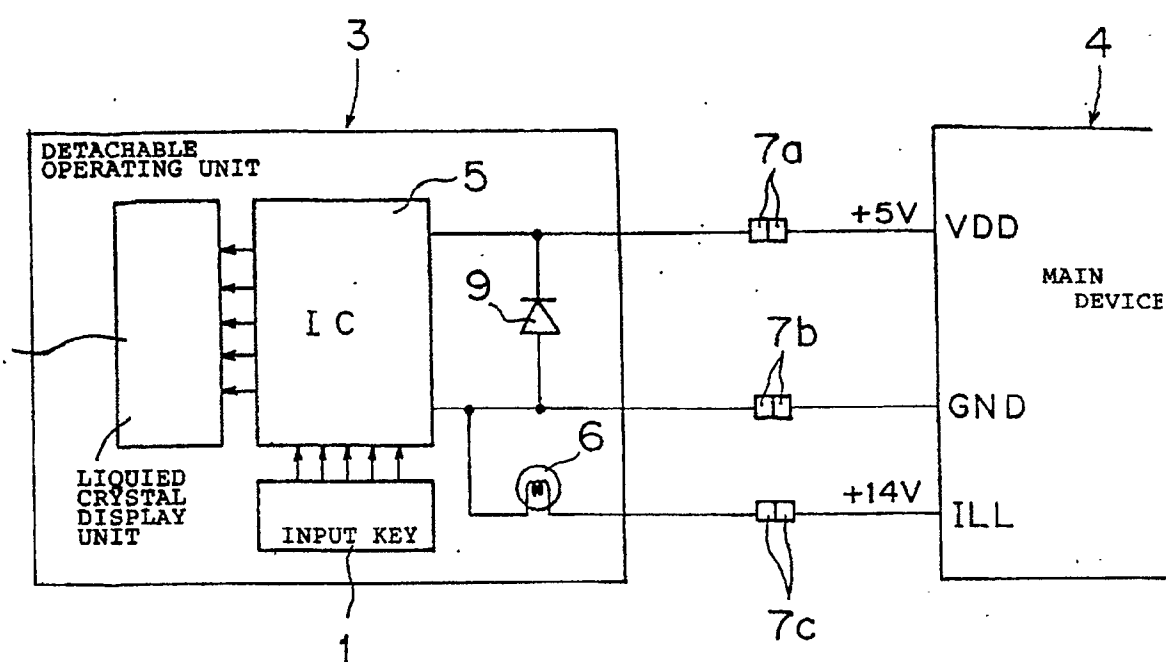 3
4
DETACHABLE
OPERATING UNIT
5
7a
+5V
VDD
MAIN
DEVICE
9
IC
7b
GND
6
LIQUIED
CRYSTAL
DISPLAY
UNIT
+14V
ILL
INPUT KEY
7c
1